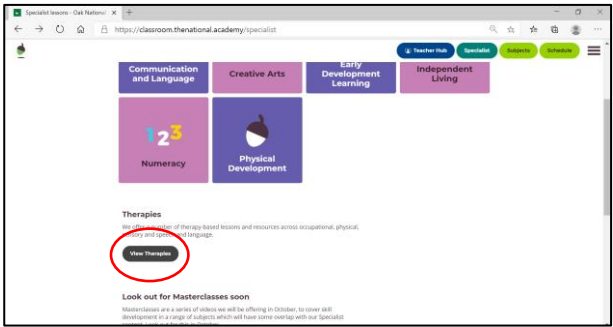 Specialist lessons - Oak National
https://classroom.thenational.academy/specialist
Teacher Hub
Specialist
Subjects
Schedule
Communication
and Language
Creative Arts
Early
Development
Learning
Independent
Living
123
Numeracy
Physical
Development
Therapies
We offer a number of therapy-based lessons and resources across occupational, physical,
sensory and speech and language.
View Therapies
Look out for Masterclasses soon
Masterclasses are a series of videos we will be offering in October, to cover skill
development in a range of subjects which will have some overlap with our Specialist